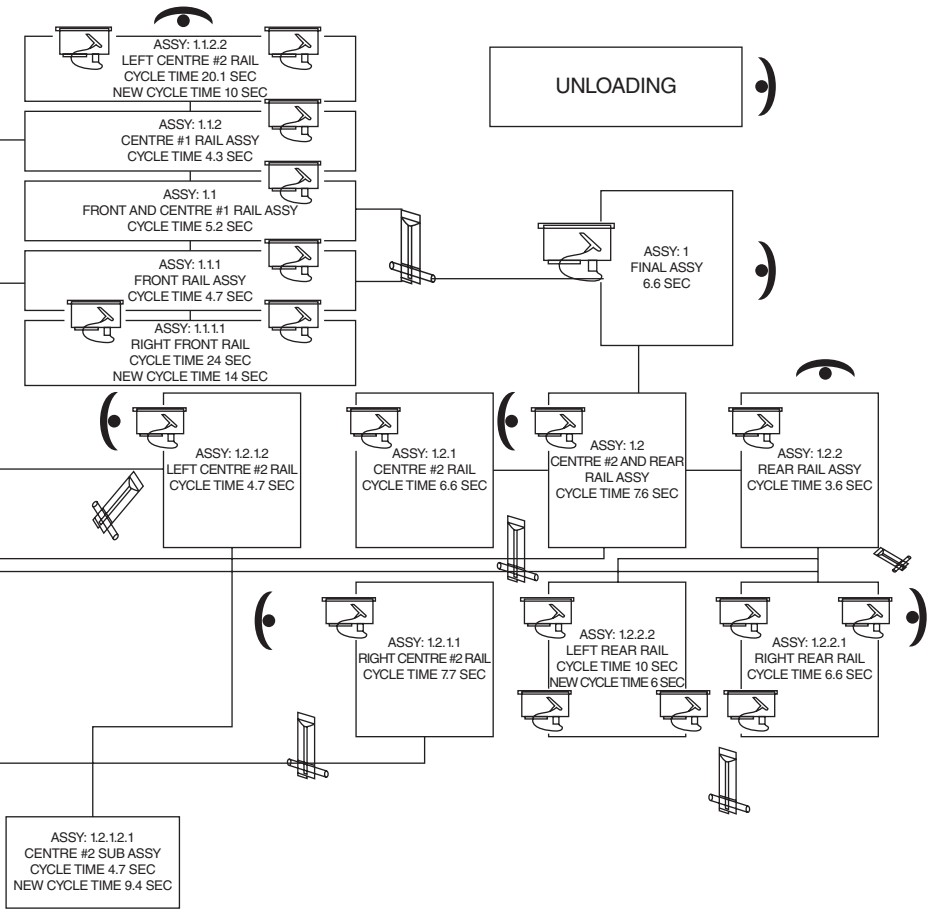 ASSY: 1.1.2.2
LEFT CENTRE #2 RAIL
CYCLE TIME 20.1 SEC
NEW CYCLE TIME 10 SEC
UNLOADING
ASSY: 1.1.2
CENTRE #1 RAIL ASSY
CYCLE TIME 4.3 SEC
ASSY: 1.1
FRONT AND CENTRE #1 RAIL ASSY
CYCLE TIME 5.2 SEC
ASSY: 1.1.1
FRONT RAIL ASSY
CYCLE TIME 4.7 SEC
ASSY: 1.1.1.1
RIGHT FRONT RAIL
CYCLE TIME 24 SEC
NEW CYCLE TIME 14 SEC
ASSY: 1
FINAL ASSY
6.6 SEC
ASSY: 1.2.1.2
LEFT CENTRE #2 RAIL
CYCLE TIME 4.7 SEC
ASSY: 1.2.1
CENTRE #2 RAIL
CYCLE TIME 6.6 SEC
ASSY: 1.2
CENTRE #2 AND REAR
RAIL ASSY
CYCLE TIME 7.6 SEC
ASSY: 1.2.2
REAR RAIL ASSY
CYCLE TIME 3.6 SEC
ASSY: 1.2.1.1
RIGHT CENTRE #2 RAIL
CYCLE TIME 7.7 SEC
ASSY: 1.2.2.2
LEFT REAR RAIL
CYCLE TIME 10 SEC
NEW CYCLE TIME 6 SEC
ASSY: 1.2.2.1
RIGHT REAR RAIL
CYCLE TIME 6.6 SEC
ASSY: 1.2.1.2.1
CENTRE #2 SUB ASSY
CYCLE TIME 4.7 SEC
NEW CYCLE TIME 9.4 SEC